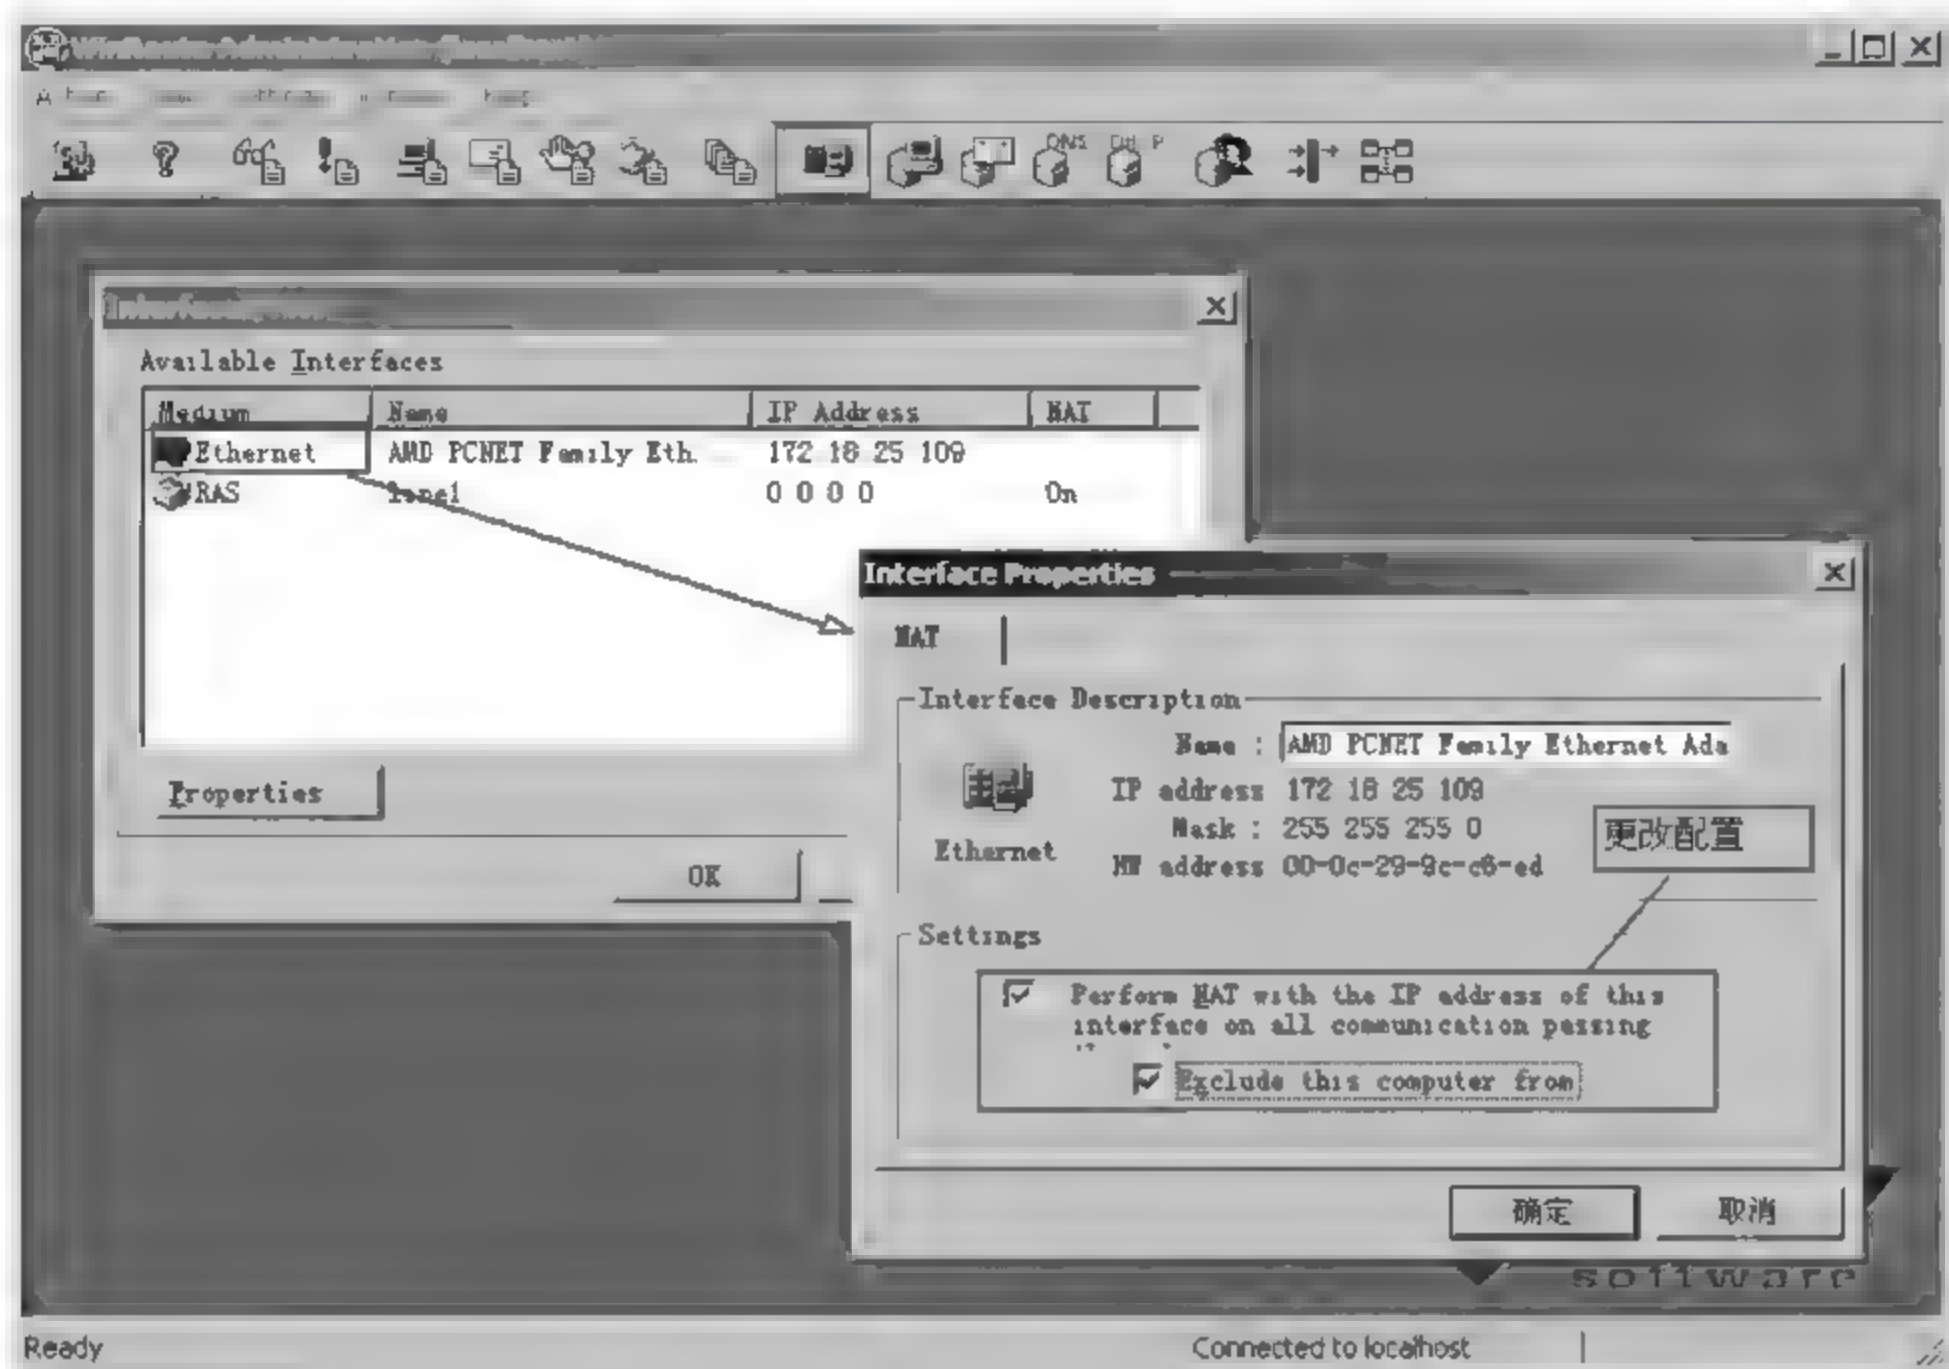 Available Interfaces
Medium Name IP Address NAT
Ethernet AMD PCNET Family Eth. 172 18 25 109
RAS 0 0 0 0 On
Interface Properties
NAT
Interface Description
Name : AMD PCNET Family Ethernet Ada
IP address 172 18 25 109
Mask : 255 255 255 0
HW address 00-0c-29-9c-c6-ed
Ethernet
更改配置
Properties
OK
Settings
Perform NAT with the IP address of this
interface on all communication passing
Exclude this computer from
确定 取消
software
Ready Connected to localhost
DNS